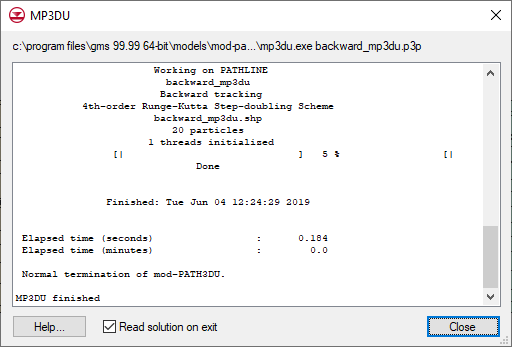 MP3DU
c:\program files\gms 99.99 64-bit\models\mod-pa...\mp3du.exe backward_mp3du.p3p
Working on PATHLINE
backward_mp3du
Backward tracking
4th-order Runge-Kutta Step-doubling Scheme
backward_mp3du.shp
20 particles
1 threads initialized
[| ] 5 % [|
Done
Finished: Tue Jun 04 12:24:29 2019
Elapsed time (seconds) : 0.184
Elapsed time (minutes) : 0.0
Normal termination of mod-PATH3DU.
MP3DU finished
Help... Read solution on exit Close